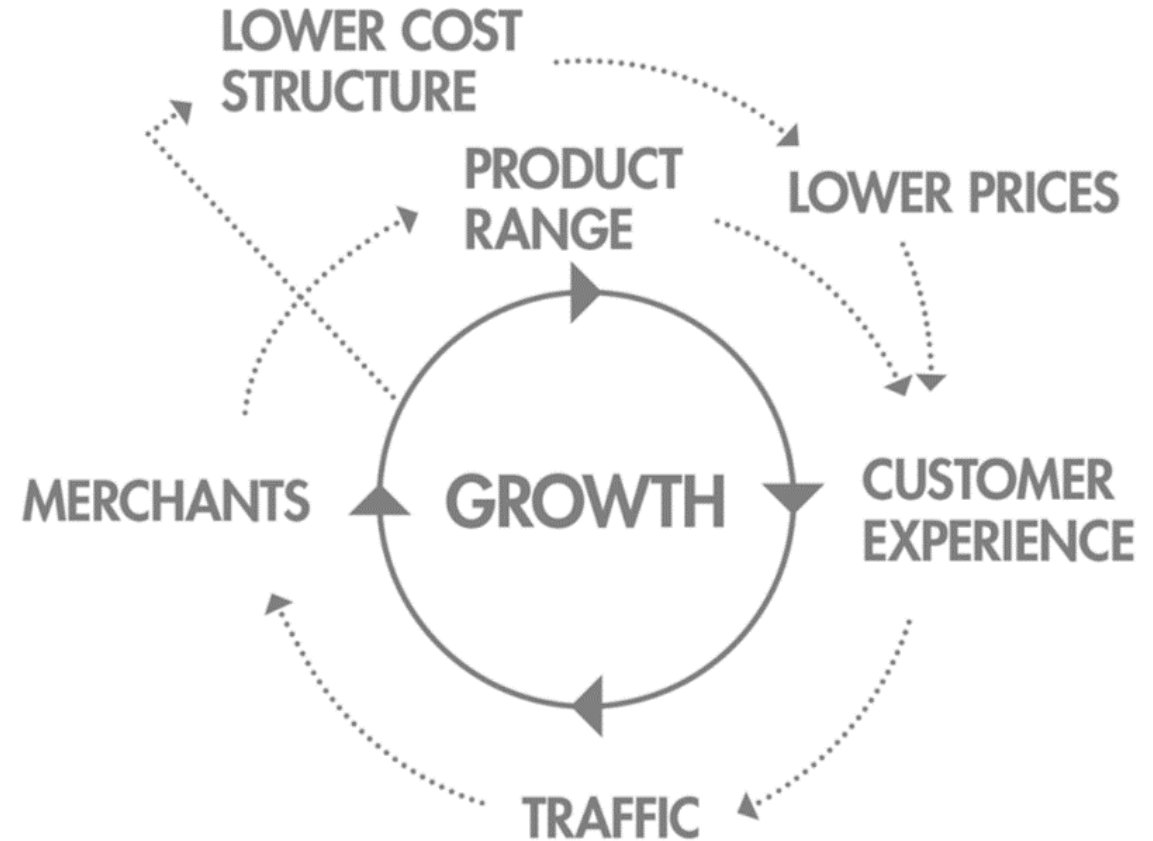 LOWER COST
STRUCTURE
PRODUCT
RANGE
LOWER PRICES
MERCHANTS
GROWTH
CUSTOMER
EXPERIENCE
TRAFFIC